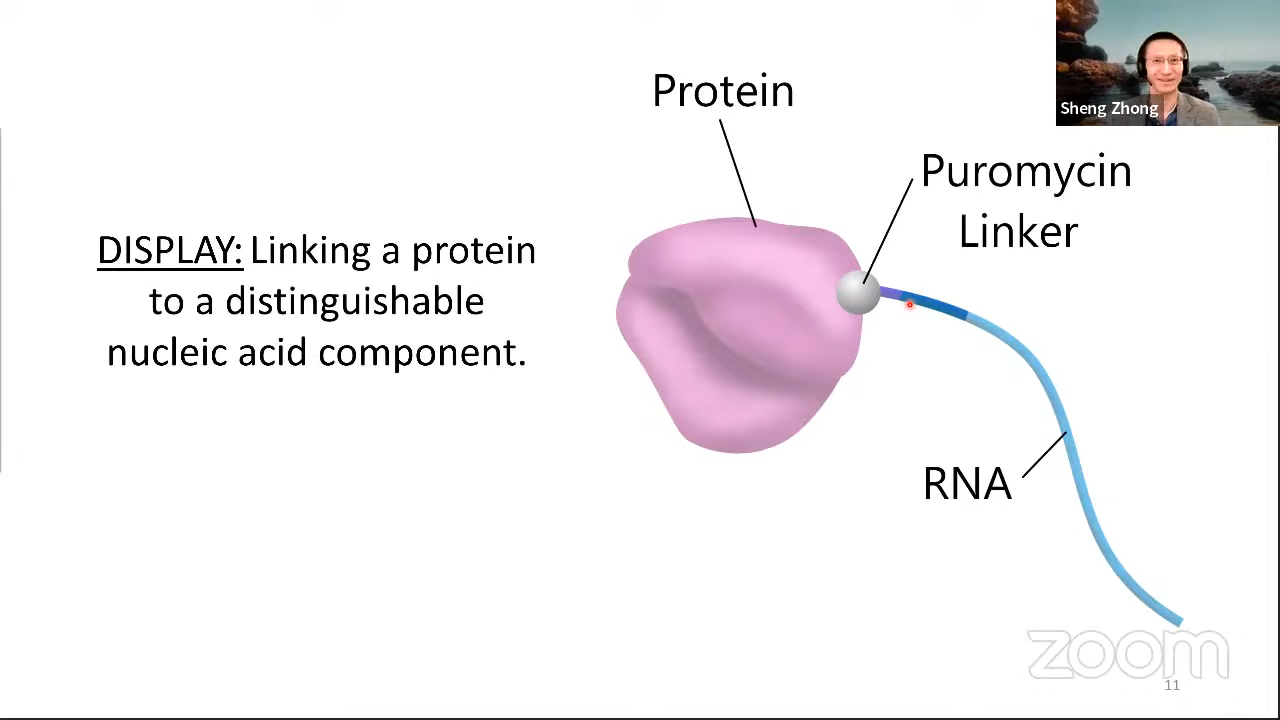 Protein
Sheng Zhong
Puromycin
Linker
DISPLAY: Linking a protein
to a distinguishable
nucleic acid component.
RNA
zoom
11